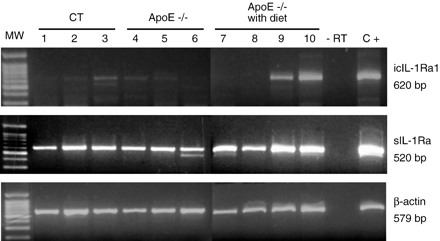 CT ApoE -/- ApoE -/-
with diet
MW 1 2 3 4 5 6 7 8 9 10 - RT C +
icIL-1Ra1
620 bp
sIL-1Ra
520 bp
β-actin
579 bp